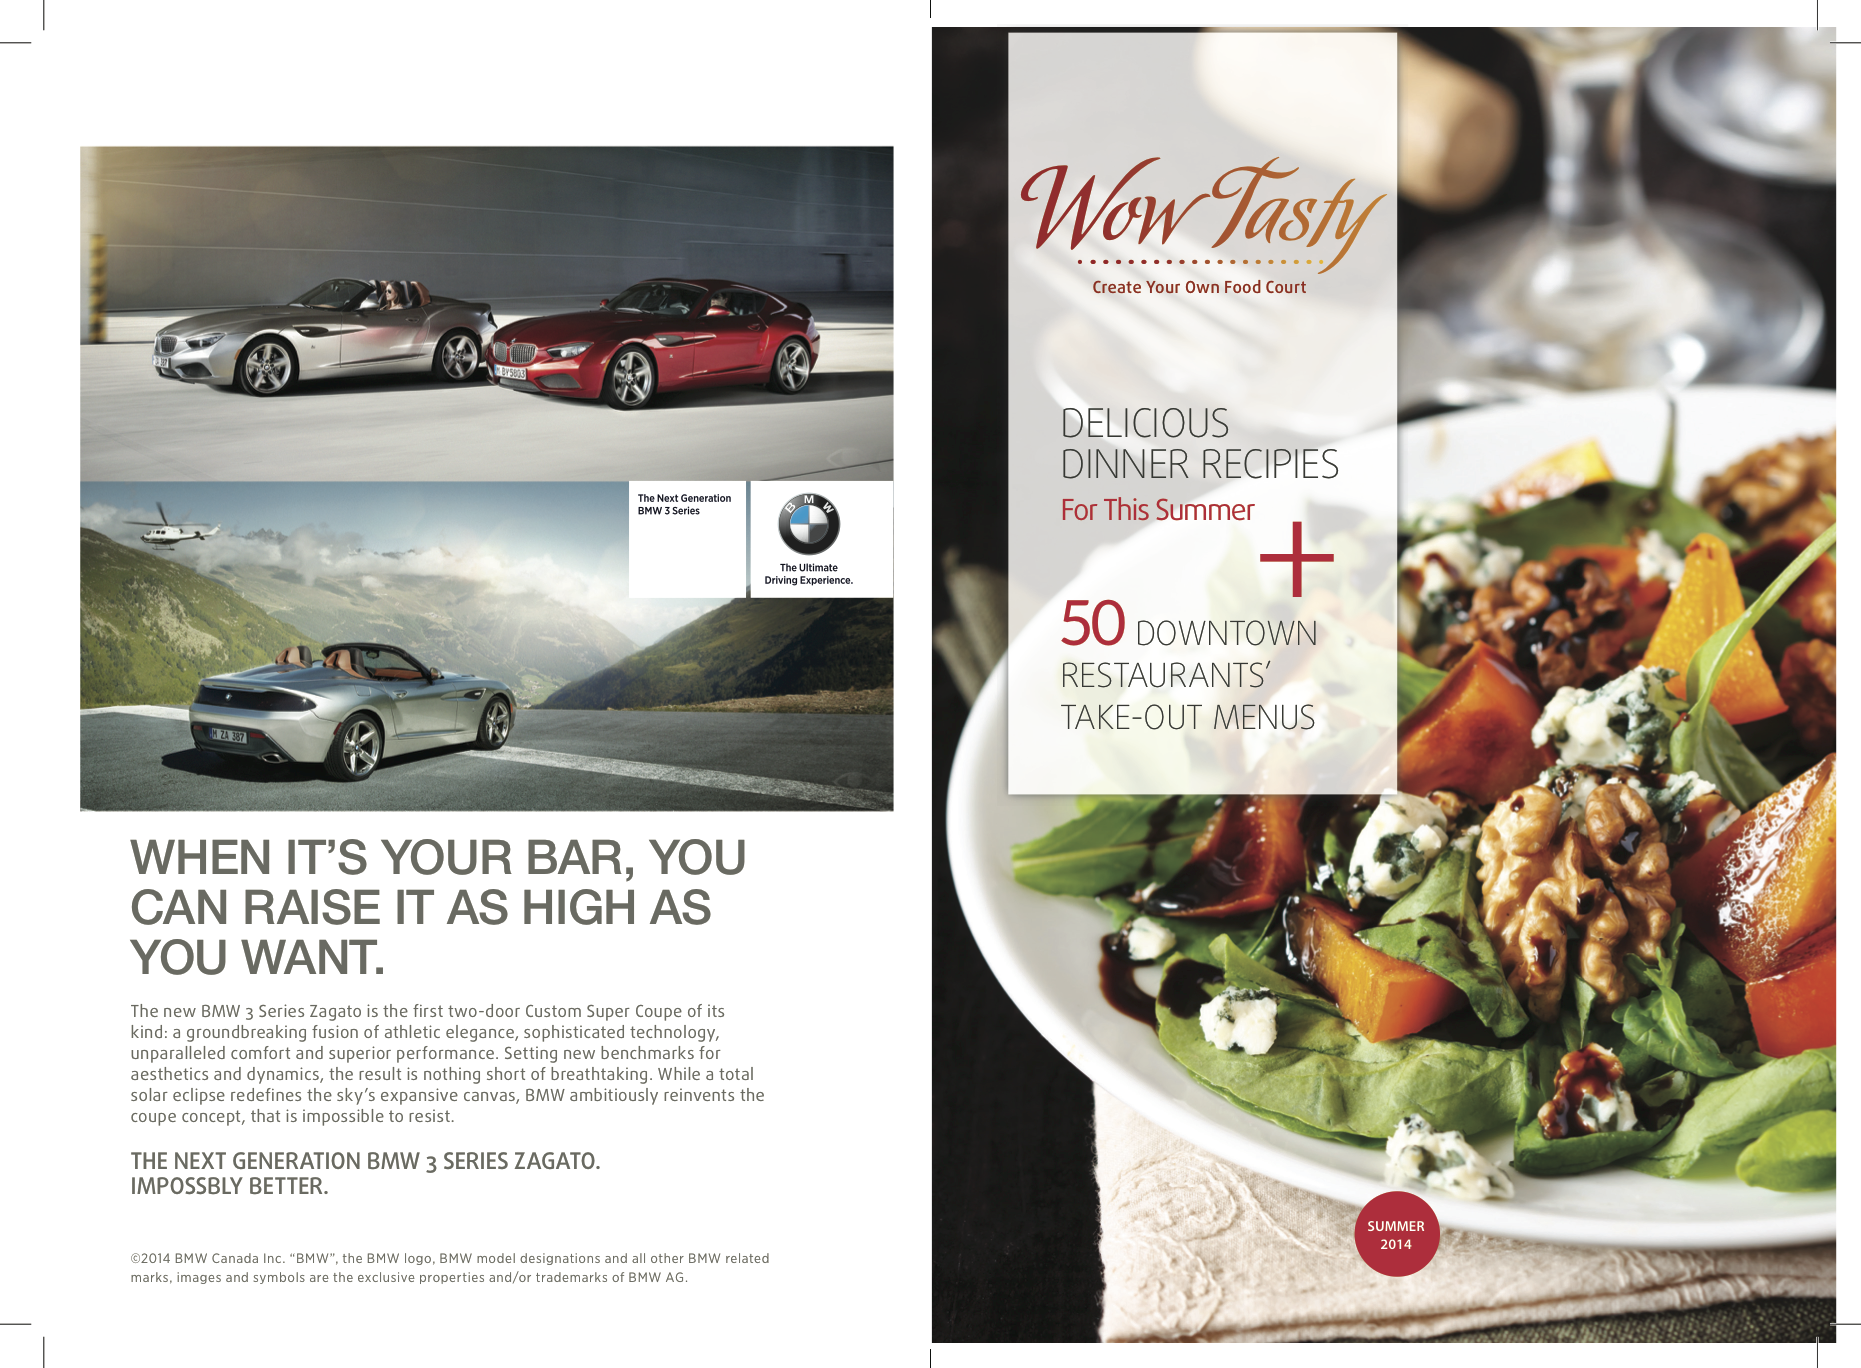 M BY 5803
The Next Generation
BMW 3 Series
BMW
The Ultimate
Driving Experience.
M ZA 387
WHEN IT’S YOUR BAR, YOU
CAN RAISE IT AS HIGH AS
YOU WANT.
The new BMW 3 Series Zagato is the first two-door Custom Super Coupe of its
kind: a groundbreaking fusion of athletic elegance, sophisticated technology,
unparalleled comfort and superior performance. Setting new benchmarks for
aesthetics and dynamics, the result is nothing short of breathtaking. While a total
solar eclipse redefines the sky’s expansive canvas, BMW ambitiously reinvents the
coupe concept, that is impossible to resist.
THE NEXT GENERATION BMW 3 SERIES ZAGATO.
IMPOSSBLY BETTER.
©2014 BMW Canada Inc. “BMW”, the BMW logo, BMW model designations and all other BMW related
marks, images and symbols are the exclusive properties and/or trademarks of BMW AG.
Wow Tasty
Create Your Own Food Court
DELICIOUS
DINNER RECIPIES
For This Summer
+
50 DOWNTOWN
RESTAURANTS’
TAKE-OUT MENUS
SUMMER
2014